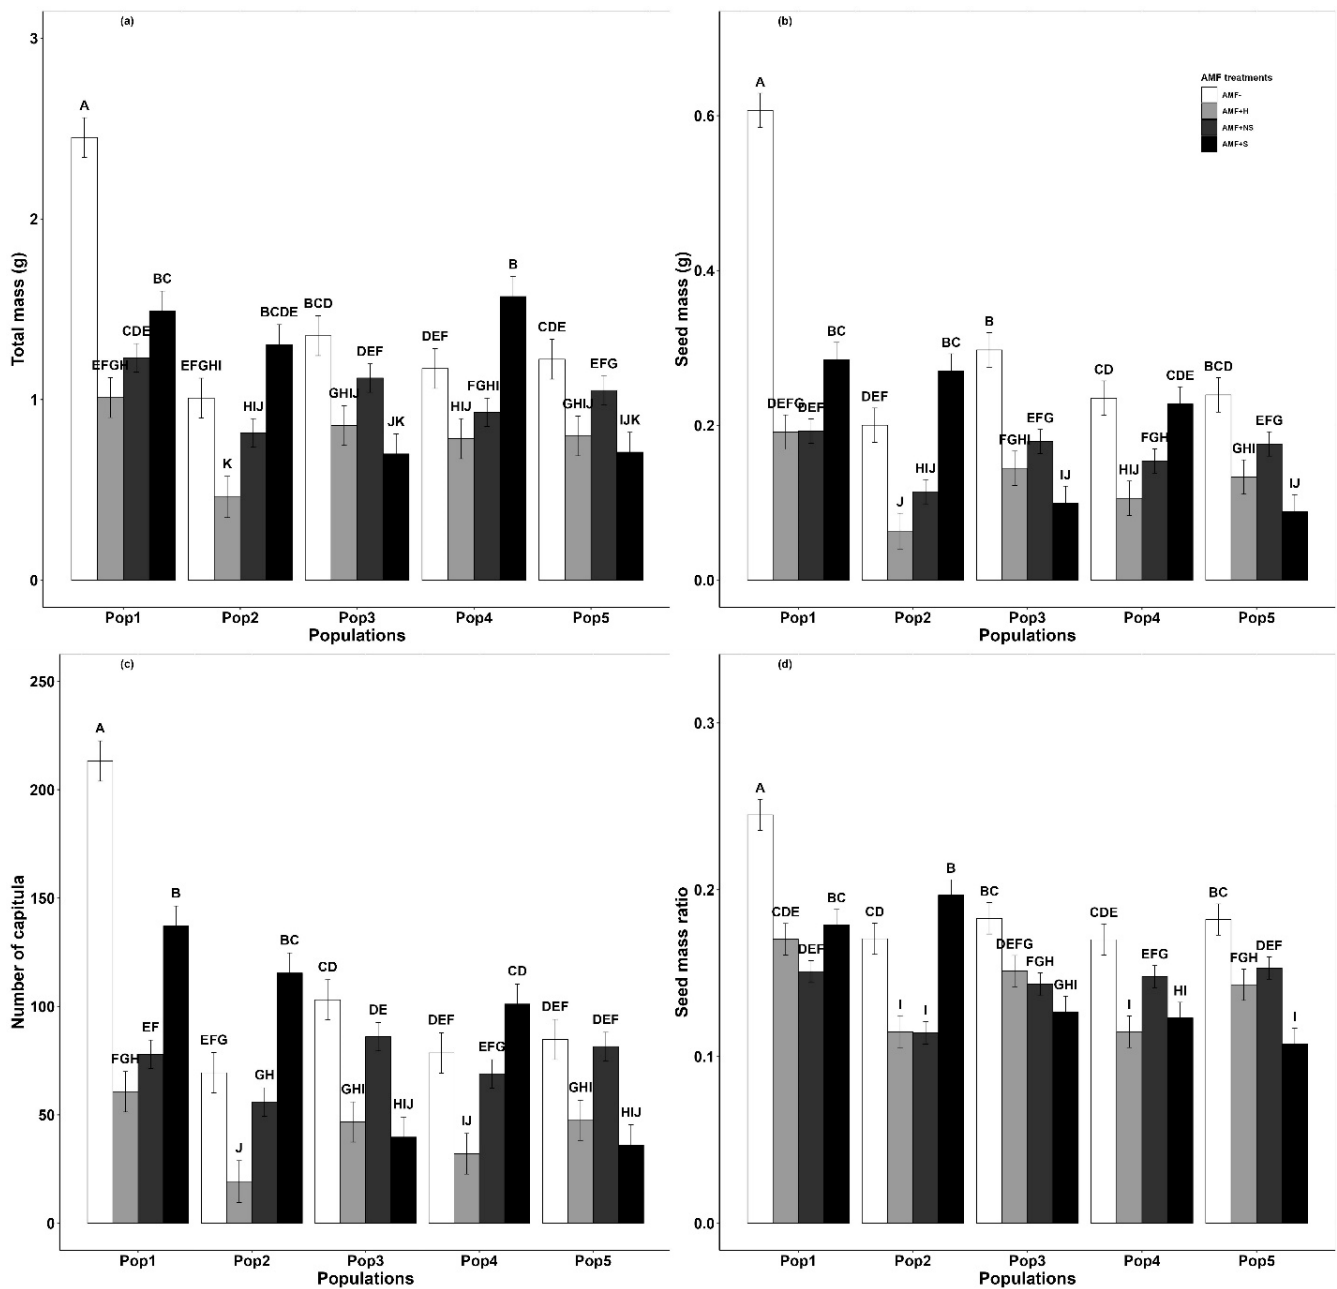 (a)
3
2
1
0
Total mass (g)
A
EFGH
CDE
BC
EFGHI
K
HIJ
BCDE
BCD
GHIJ
DEF
JK
DEF
HIJ
FGHI
B
CDE
GHIJ
EFG
IJK
Pop1 Pop2 Pop3 Pop4 Pop5
Populations
(b)
AMF treatments
AMF-
AMF+H
AMF+NS
AMF+S
0.6
0.4
0.2
0.0
Seed mass (g)
A
DEFG
DEF
BC
DEF
J
HIJ
BC
B
FGHI
EFG
IJ
CD
HIJ
FGH
CDE
BCD
GHI
EFG
IJ
Pop1 Pop2 Pop3 Pop4 Pop5
Populations
(c)
250
200
150
100
50
0
Number of capitula
A
FGH
EF
B
EFG
J
GH
BC
CD
GHI
DE
HIJ
DEF
IJ
EFG
CD
DEF
GHI
DEF
HIJ
Pop1 Pop2 Pop3 Pop4 Pop5
Populations
(d)
0.3
0.2
0.1
0.0
Seed mass ratio
A
CDE
DEF
BC
CD
I
I
B
BC
DEFG
FGH
GHI
CDE
I
EFG
HI
BC
FGH
DEF
I
Pop1 Pop2 Pop3 Pop4 Pop5
Populations